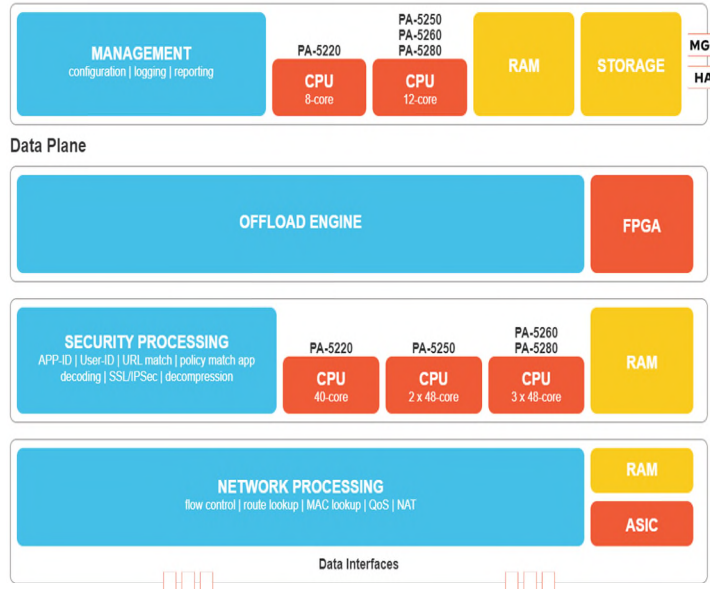 MANAGEMENT
configuration | logging | reporting
PA-5220
CPU
8-core
PA-5250
PA-5260
PA-5280
CPU
12-core
RAM
STORAGE
MG
HA
Data Plane
OFFLOAD ENGINE
FPGA
SECURITY PROCESSING
APP-ID | User-ID | URL match | policy match app
decoding | SSL/IPSec | decompression
PA-5220
CPU
40-core
PA-5250
CPU
2 x 48-core
PA-5260
PA-5280
CPU
3 x 48-core
RAM
NETWORK PROCESSING
flow control | route lookup | MAC lookup | QoS | NAT
RAM
ASIC
Data Interfaces